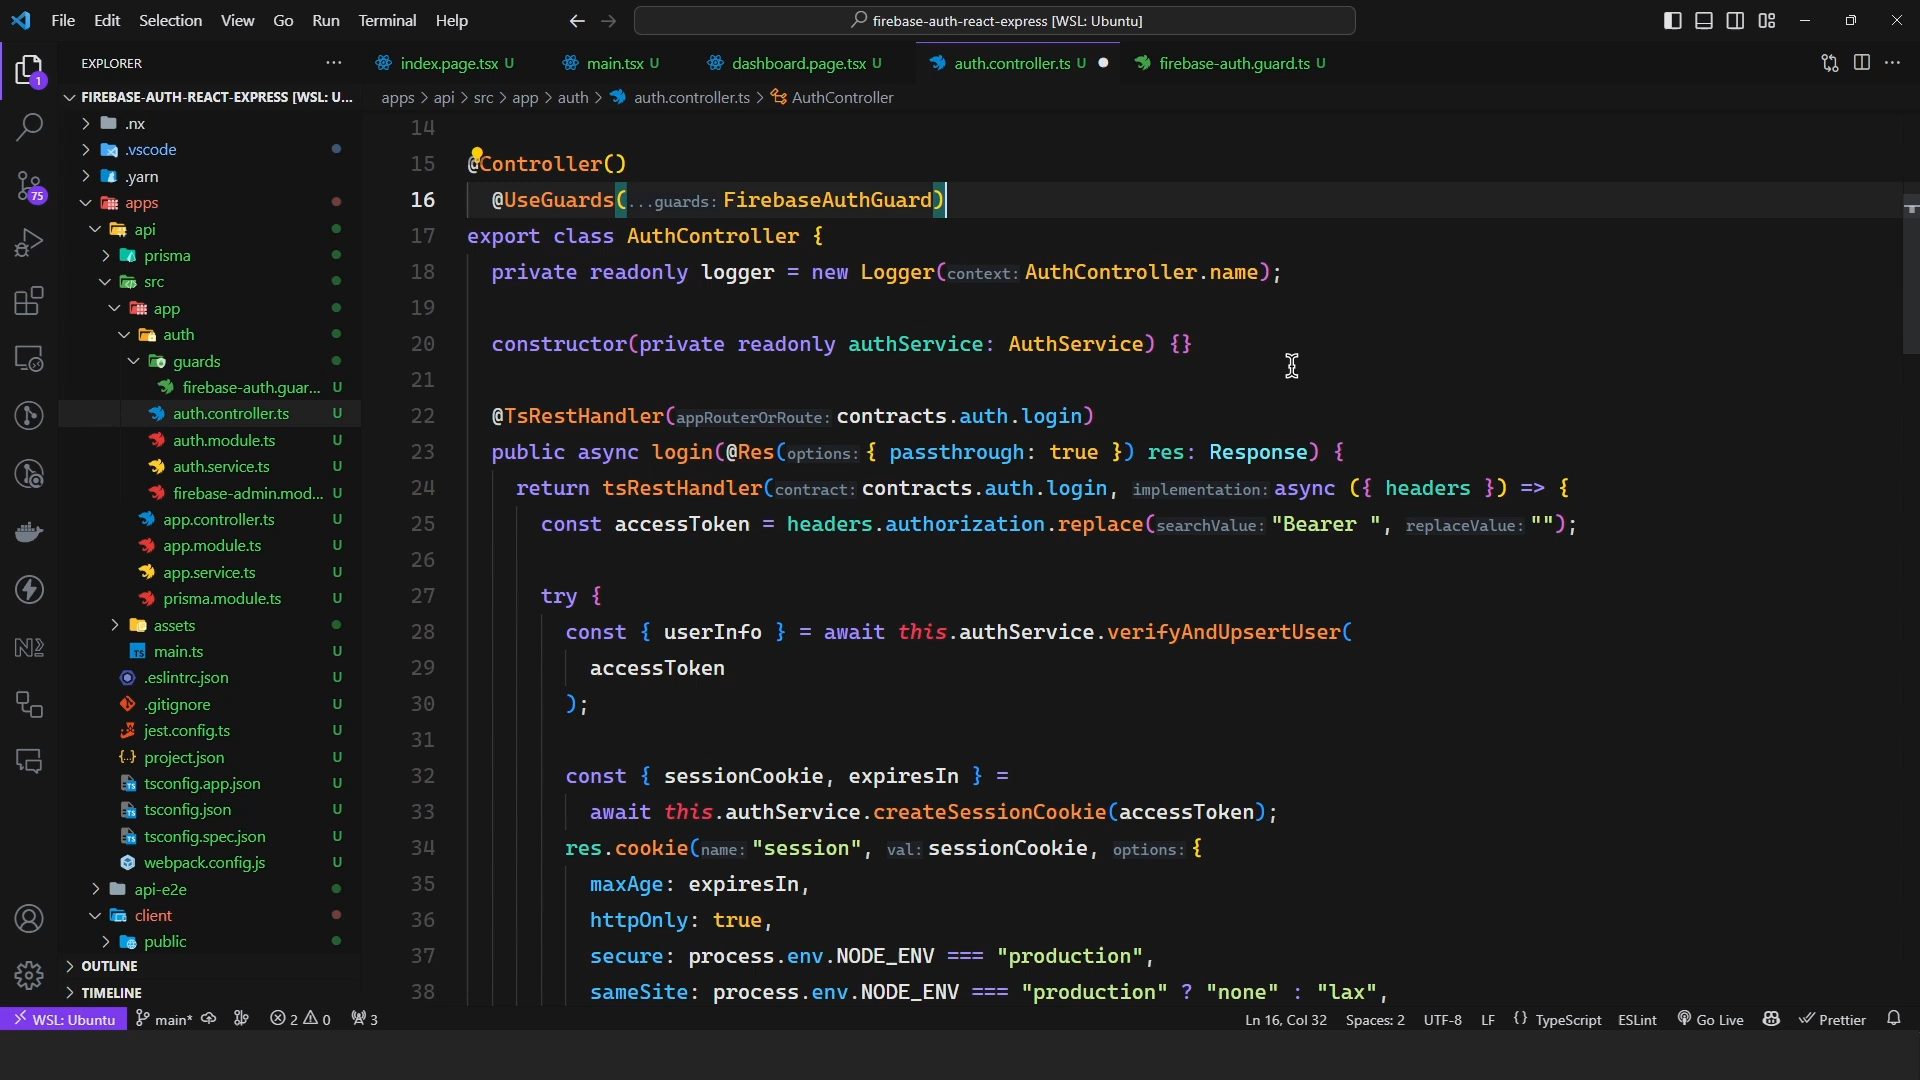 File Edit Selection View Go Run Terminal Help
firebase-auth-react-express [WSL: Ubuntu]
EXPLORER
index.page.tsx U
main.tsx U
dashboard.page.tsx U
auth.controller.ts U
firebase-auth.guard.ts U
FIREBASE-AUTH-REACT-EXPRESS [WSL: U...
apps > api > src > app > auth > auth.controller.ts > AuthController
1
75
.nx
.vscode
.yarn
apps
api
prisma
src
app
auth
guards
firebase-auth.guar... U
auth.controller.ts U
auth.module.ts U
auth.service.ts U
firebase-admin.mod... U
app.controller.ts U
app.module.ts U
app.service.ts U
prisma.module.ts U
assets
main.ts U
.eslintrc.json U
.gitignore U
jest.config.ts U
project.json U
tsconfig.app.json U
tsconfig.json U
tsconfig.spec.json U
webpack.config.js U
api-e2e
client
public
OUTLINE
TIMELINE
14
15 @Controller()
16 @UseGuards(...guards: FirebaseAuthGuard)
17 export class AuthController {
18 private readonly logger = new Logger(context: AuthController.name);
19
20 constructor(private readonly authService: AuthService) {}
21
22 @TsRestHandler(appRouterOrRoute: contracts.auth.login)
23 public async login(@Res(options: { passthrough: true }) res: Response) {
24 return tsRestHandler(contract: contracts.auth.login, implementation: async ({ headers }) => {
25 const accessToken = headers.authorization.replace(searchValue: "Bearer ", replaceValue: "");
26
27 try {
28 const { userInfo } = await this.authService.verifyAndUpsertUser(
29 accessToken
30 );
31
32 const { sessionCookie, expiresIn } =
33 await this.authService.createSessionCookie(accessToken);
34 res.cookie(name: "session", val: sessionCookie, options: {
35 maxAge: expiresIn,
36 httpOnly: true,
37 secure: process.env.NODE_ENV === "production",
38 sameSite: process.env.NODE_ENV === "production" ? "none" : "lax",
WSL: Ubuntu main* 2 0 3 Ln 16, Col 32 Spaces: 2 UTF-8 LF {} TypeScript ESLint Go Live Prettier